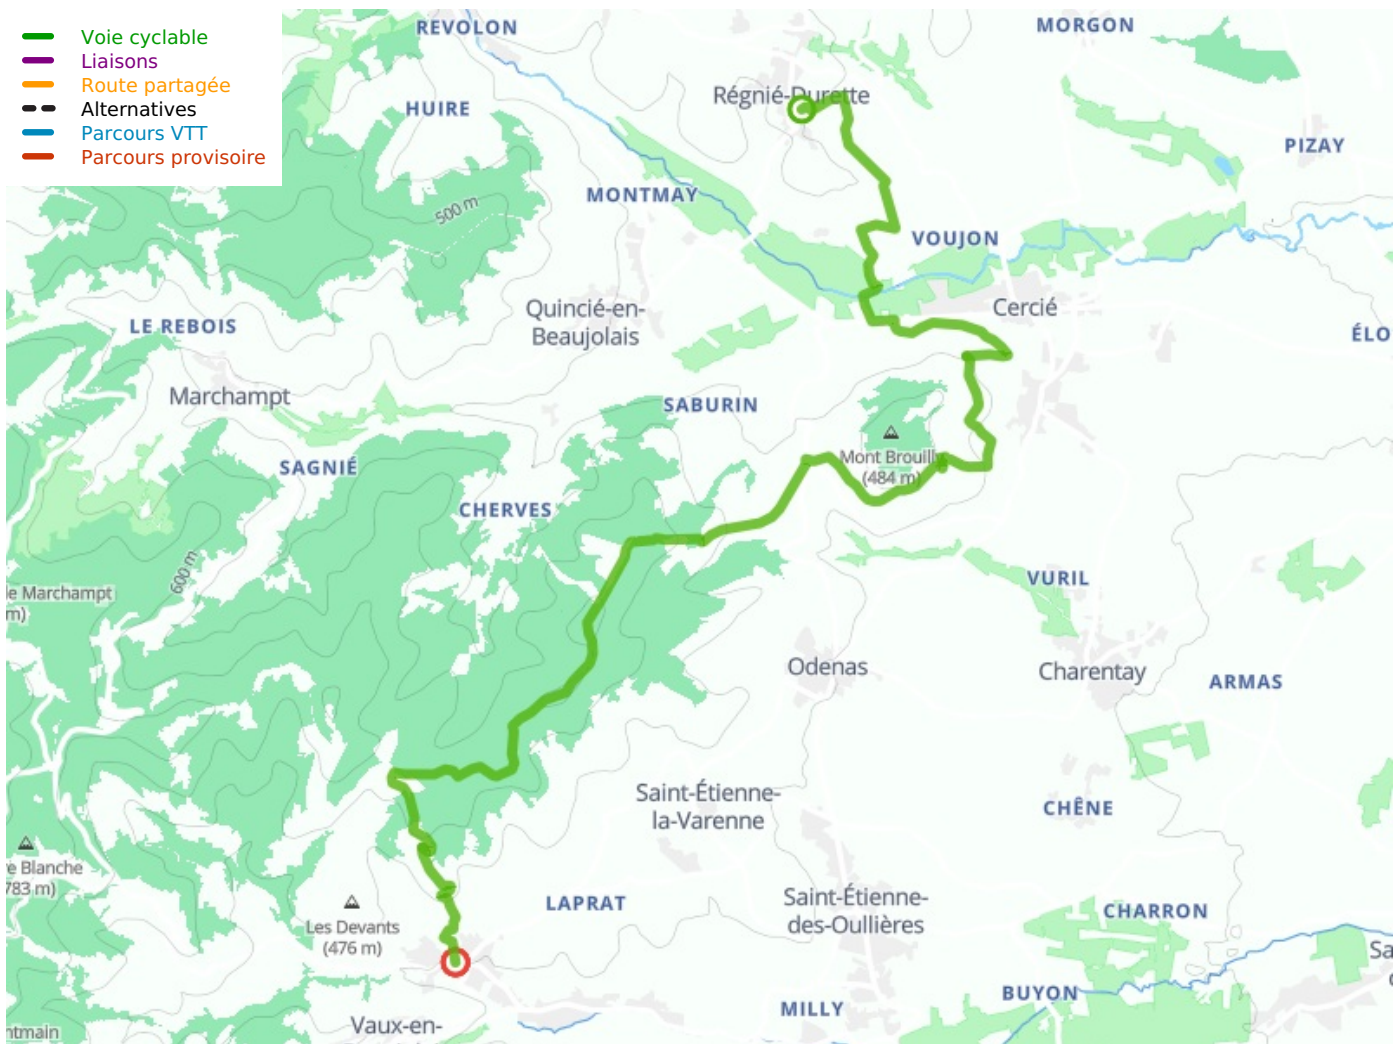 Voie cyclable
Liaisons
Route partagée
Alternatives
Parcours VTT
Parcours provisoire
REVOLON
MORGON
HUIRE
Régnié-Durette
PIZAY
MONTMAY
500 m
VOUJON
Quincié-en-
Beaujolais
Cercié
LE REBOIS
ÉLO
Marchampt
SABURIN
SAGNIÉ
Mont Brouill
(484 m)
CHERVES
600 m
le Marchampt
m)
VURIL
Odenas
Charentay
ARMAS
Saint-Étienne-
la-Varenne
CHÊNE
e Blanche
783 m)
Saint-Étienne-
des-Oullières
LAPRAT
CHARRON
Les Devants
(476 m)
Sa
BUYON
MILLY
Vaux-en-
ntmain